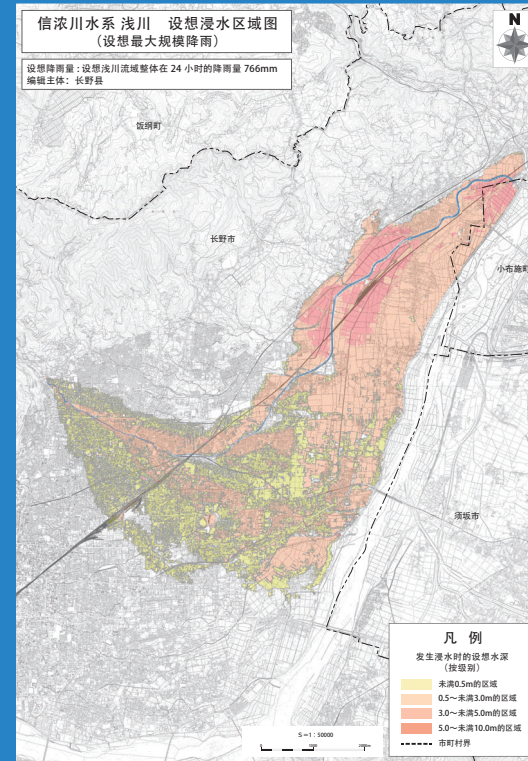 信浓川水系 浅川　设想浸水区域图
（设想最大规模降雨）
设想降雨量：设想浅川流域整体在 24 小时的降雨量 766mm
编辑主体：长野县
N
饭纲町
长野市
小布施町
须坂市
凡 例
发生浸水时的设想水深
（按级别）
未满0.5m的区域
0.5～未满3.0m的区域
3.0～未满5.0m的区域
5.0～未满10.0m的区域
市町村界
S=1：50000
0 1000 2000m